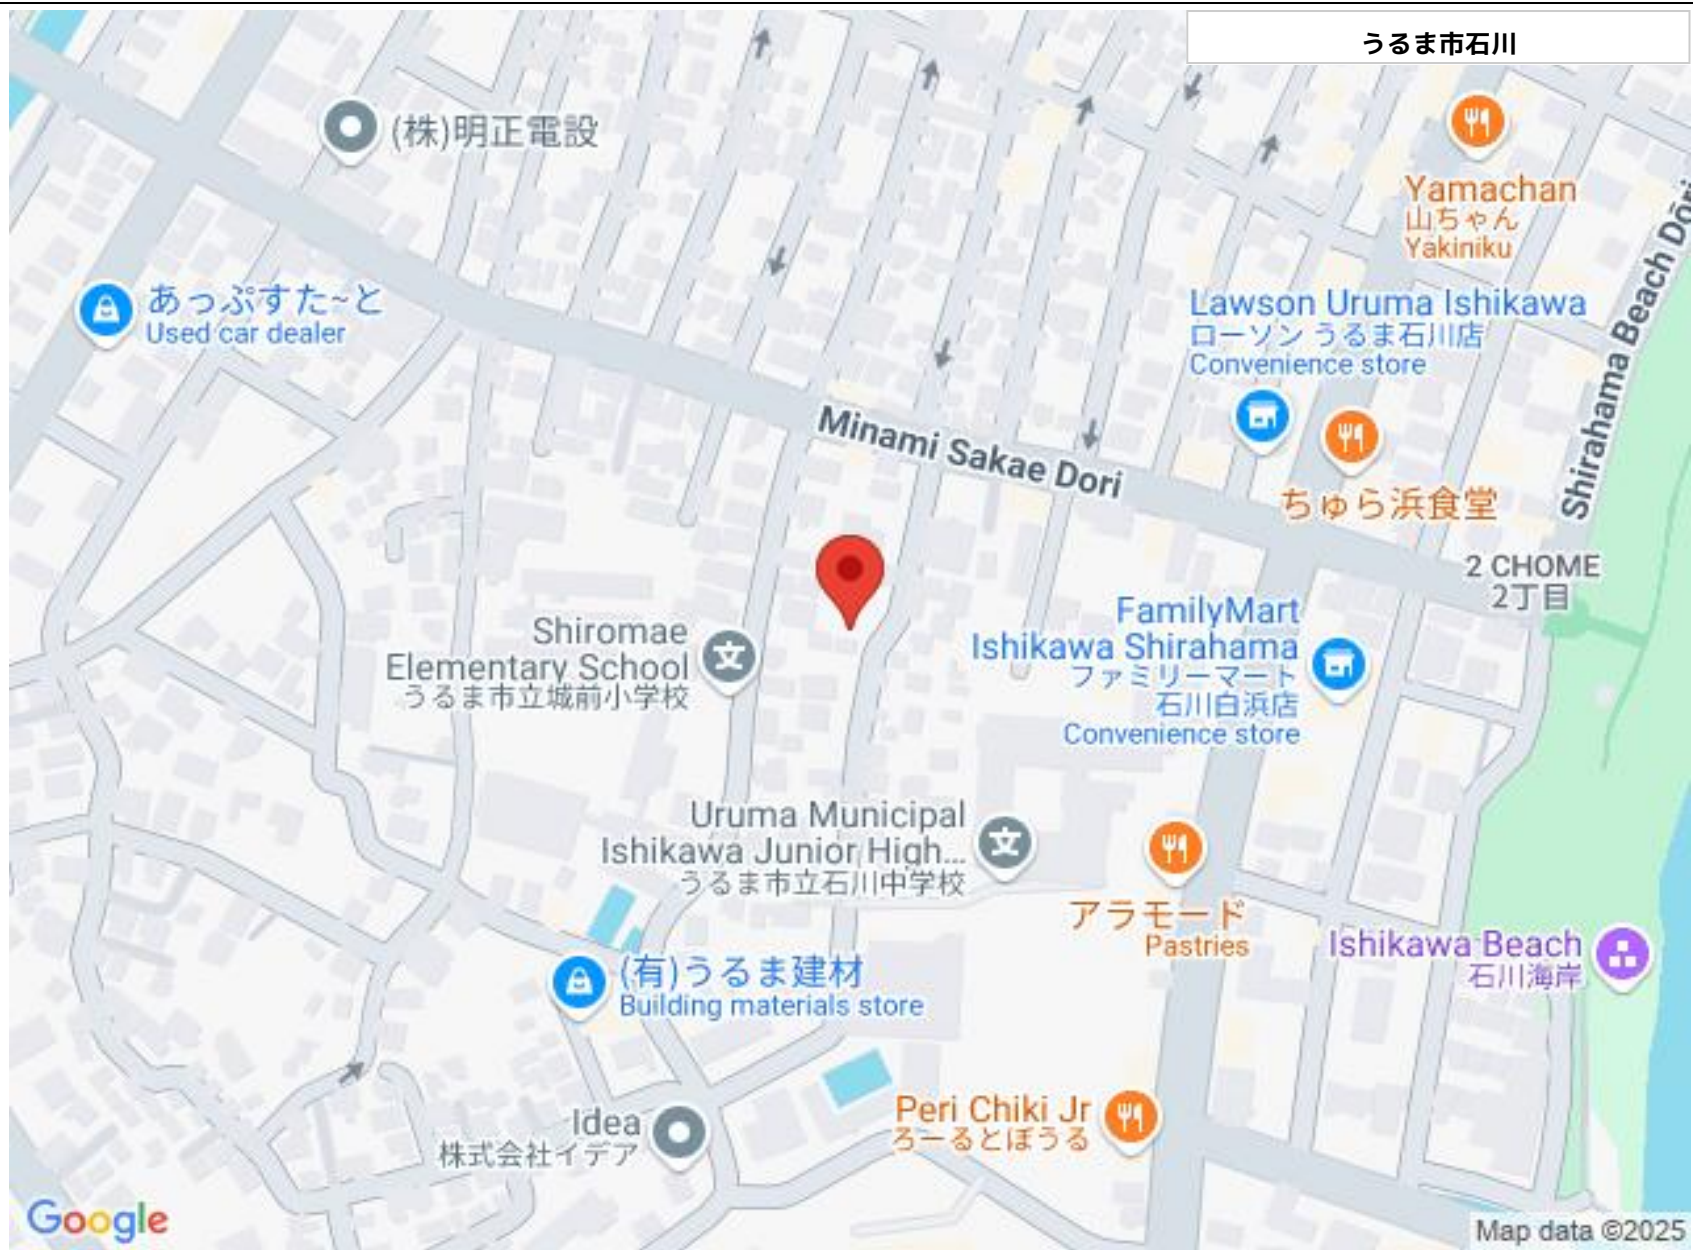 うるま市石川
(株)明正電設
Yamachan
山ちゃん
Yakiniku
あっぷすた~と
Used car dealer
Lawson Uruma Ishikawa
ローソン うるま石川店
Convenience store
Shirahama Beach Dori
Minami Sakae Dori
ちゅら浜食堂
2 CHOME
2丁目
FamilyMart
Ishikawa Shirahama
ファミリーマート
石川白浜店
Convenience store
Shiromae
Elementary School
うるま市立城前小学校
Uruma Municipal
Ishikawa Junior High...
うるま市立石川中学校
アラモード
Pastries
Ishikawa Beach
石川海岸
(有)うるま建材
Building materials store
Peri Chiki Jr
ろーるとぼうる
Idea
株式会社イデア
Google
Map data ©2025